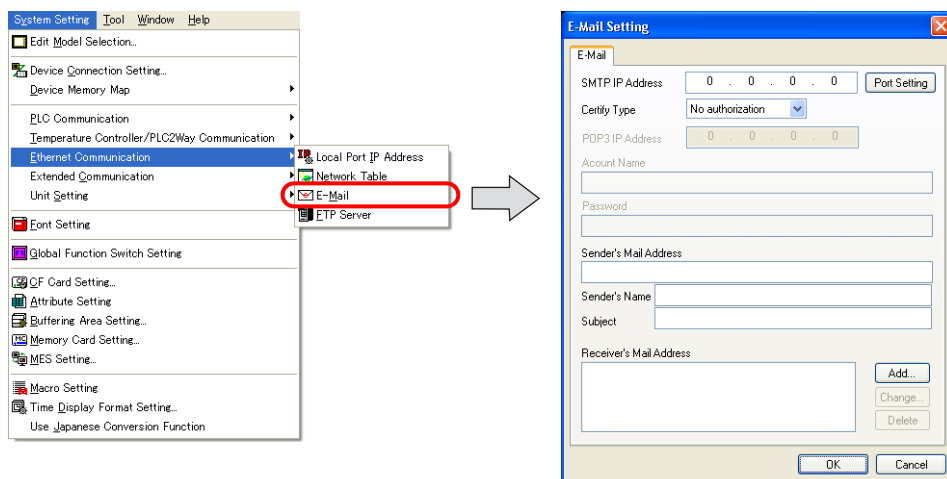 System Setting Tool Window Help
Edit Model Selection...
Device Connection Setting...
Device Memory Map
PLC Communication
Temperature Controller/PLC2Way Communication
Ethernet Communication
Extended Communication
Unit Setting
Font Setting
Global Function Switch Setting
CF Card Setting...
Attribute Setting
Buffering Area Setting...
Memory Card Setting...
MES Setting...
Macro Setting
Time Display Format Setting...
Use Japanese Conversion Function
Local Port IP Address
Network Table
E-Mail
FTP Server
E-Mail Setting
E-Mail
SMTP IP Address 0 . 0 . 0 . 0 Port Setting
Certify Type No authorization
POP3 IP Address 0 . 0 . 0 . 0
Acount Name
Password
Sender's Mail Address
Sender's Name
Subject
Receiver's Mail Address
Add...
Change...
Delete
OK Cancel